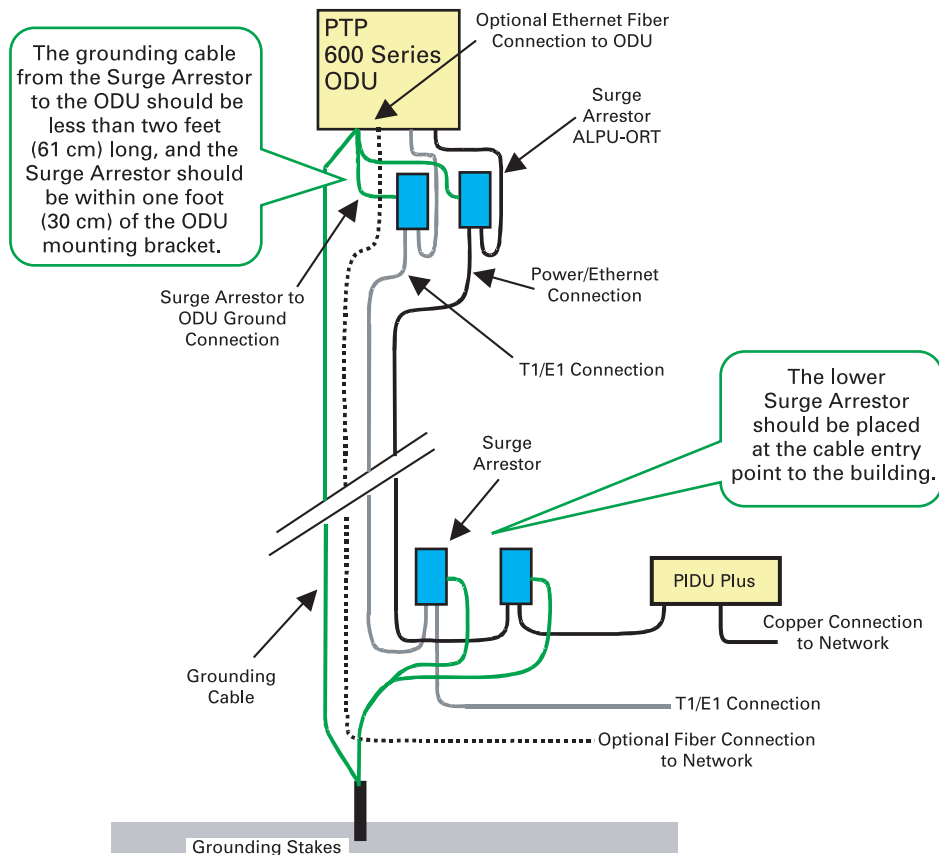 PTP
600 Series
ODU
Optional Ethernet Fiber
Connection to ODU
The grounding cable
from the Surge Arrestor
to the ODU should be
less than two feet
(61 cm) long, and the
Surge Arrestor should
be within one foot
(30 cm) of the ODU
mounting bracket.
Surge
Arrestor
ALPU-ORT
Surge Arrestor to
ODU Ground
Connection
Power/Ethernet
Connection
T1/E1 Connection
The lower
Surge Arrestor
should be placed
at the cable entry
point to the building.
Surge
Arrestor
PIDU Plus
Copper Connection
to Network
Grounding
Cable
T1/E1 Connection
Optional Fiber Connection
to Network
Grounding Stakes